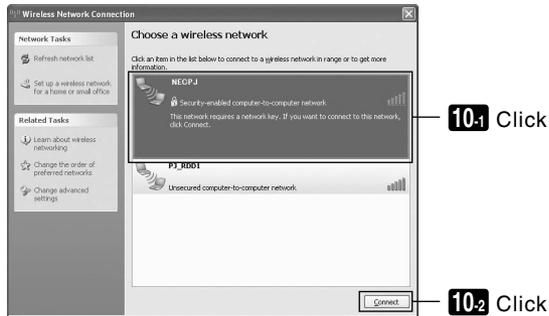 Wireless Network Connection
Network Tasks
Refresh network list
Set up a wireless network
for a home or small office
Related Tasks
Learn about wireless
networking
Change the order of
preferred networks
Change advanced
settings
Choose a wireless network
Click an item in the list below to connect to a wireless network in range or to get more
information.
NECPJ
Security-enabled computer-to-computer network
This network requires a network key. If you want to connect to this network,
click Connect.
PJ_RDD1
Unsecured computer-to-computer network
Connect
10-1 Click
10-2 Click